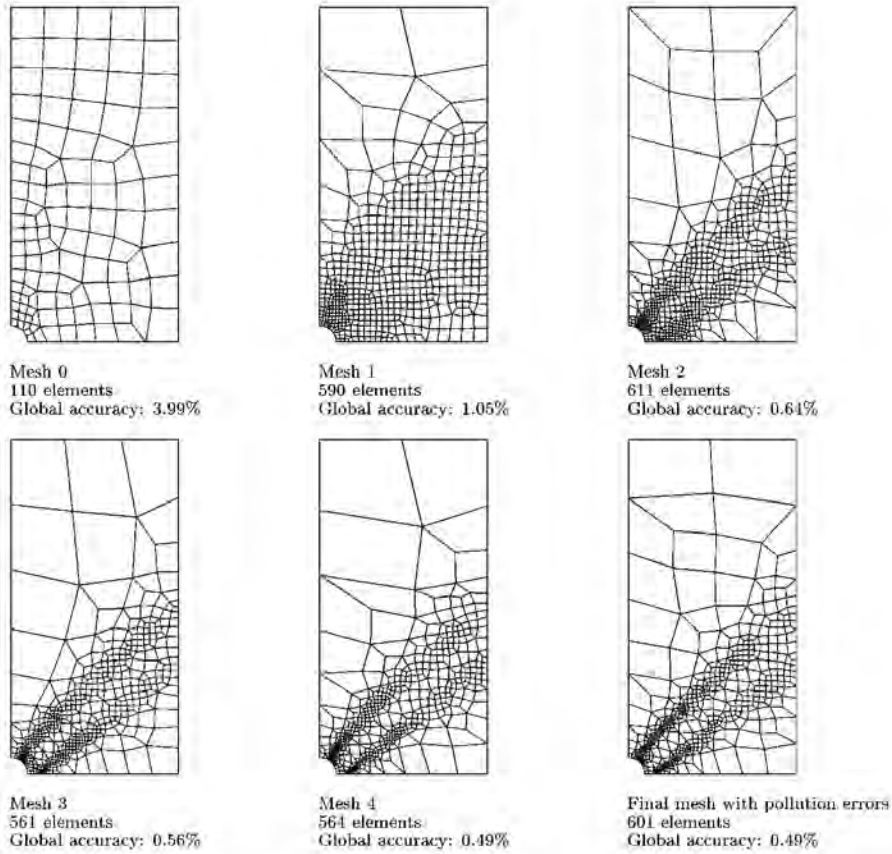 Mesh 0
110 elements
Global accuracy: 3.99%
Mesh 1
590 elements
Global accuracy: 1.05%
Mesh 2
611 elements
Global accuracy: 0.64%
Mesh 3
561 elements
Global accuracy: 0.56%
Mesh 4
564 elements
Global accuracy: 0.49%
Final mesh with pollution errors
601 elements
Global accuracy: 0.49%